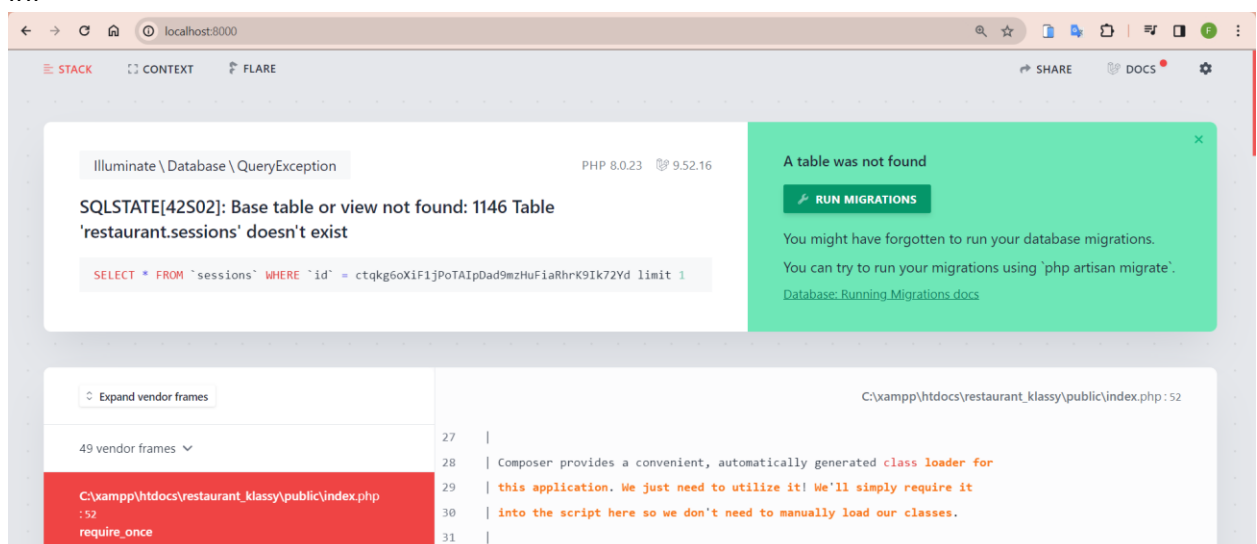 localhost:8000
F
STACK
CONTEXT
FLARE
SHARE
DOCS
Illuminate\Database\QueryException
PHP 8.0.23
9.52.16
SQLSTATE[42S02]: Base table or view not found: 1146 Table
'restaurant.sessions' doesn't exist
SELECT * FROM `sessions` WHERE `id` = ctqkg6oXiF1jPoTAIpDad9mzHuFiaRhrK9Ik72Yd limit 1
A table was not found
RUN MIGRATIONS
You might have forgotten to run your database migrations.
You can try to run your migrations using `php artisan migrate`.
Database: Running Migrations docs
Expand vendor frames
49 vendor frames
C:\xampp\htdocs\restaurant_klassy\public\index.php
:52
require_once
C:\xampp\htdocs\restaurant_klassy\public\index.php:52
27 |
28 | Composer provides a convenient, automatically generated class loader for
29 | this application. We just need to utilize it! We'll simply require it
30 | into the script here so we don't need to manually load our classes.
31 |